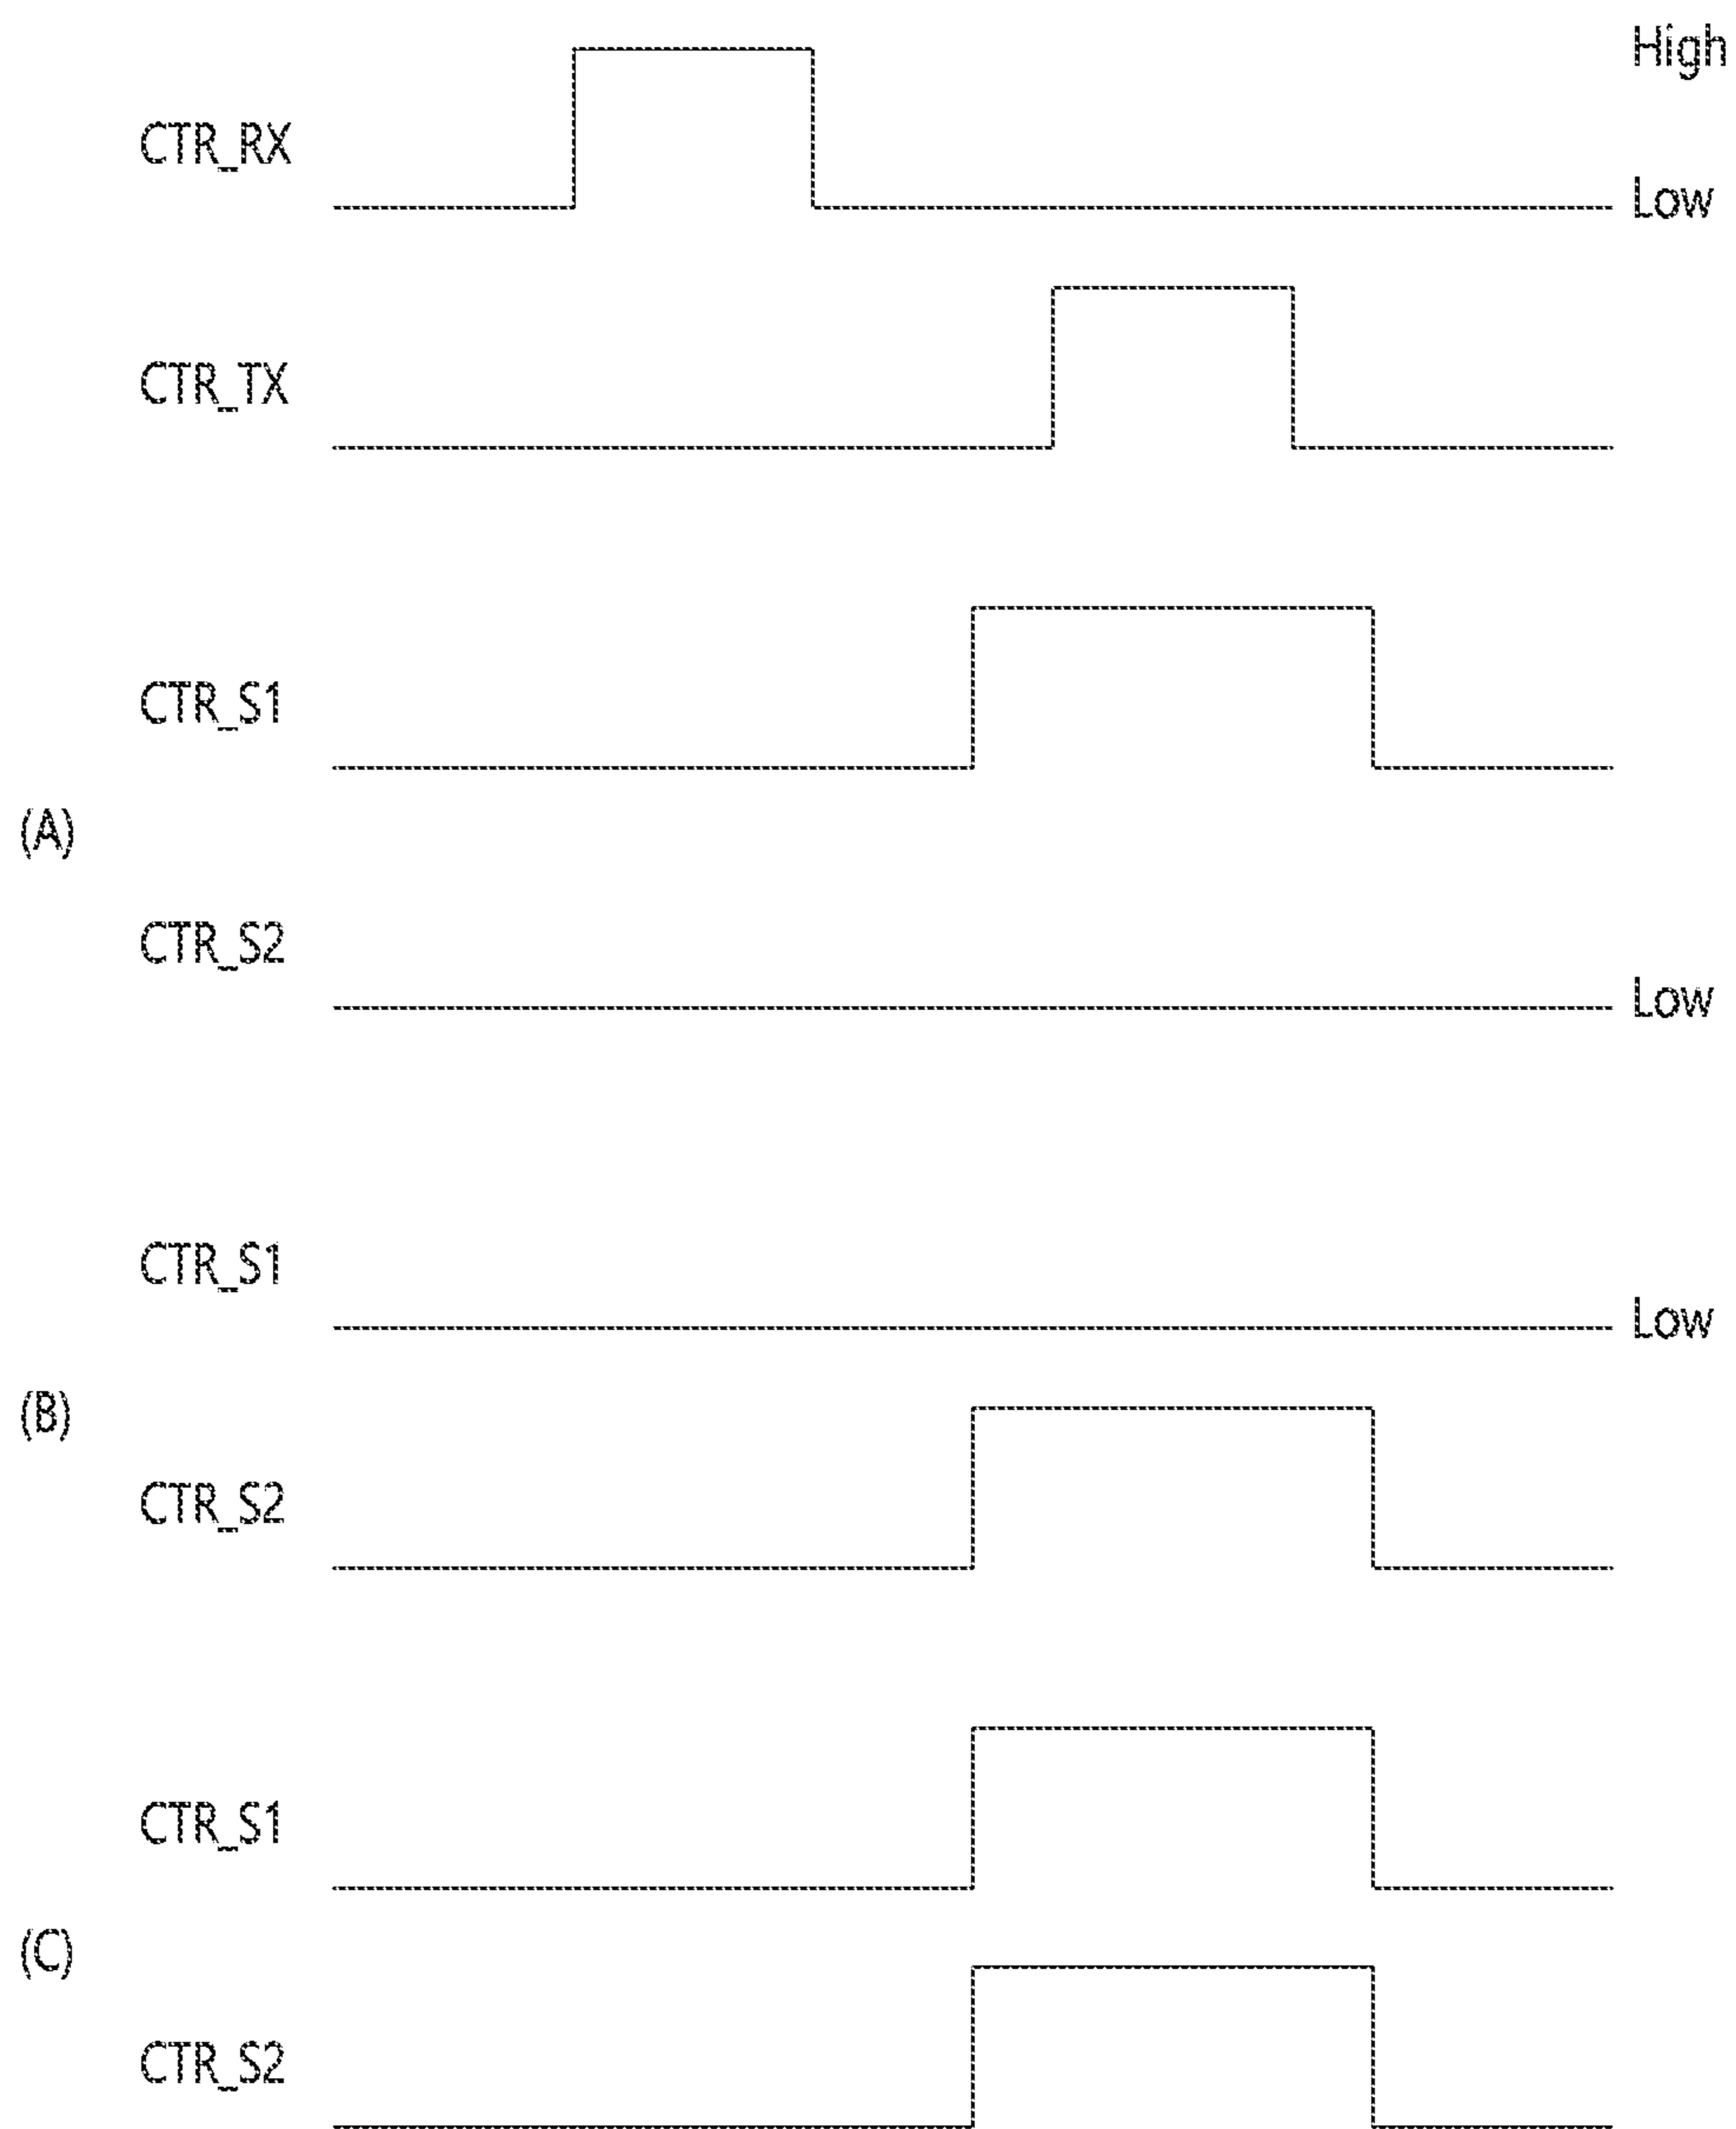 High
CTR_RX
Low
CTR_TX
CTR_S1
(A)
CTR_S2
Low
CTR_S1
Low
(B)
CTR_S2
CTR_S1
(C)
CTR_S2